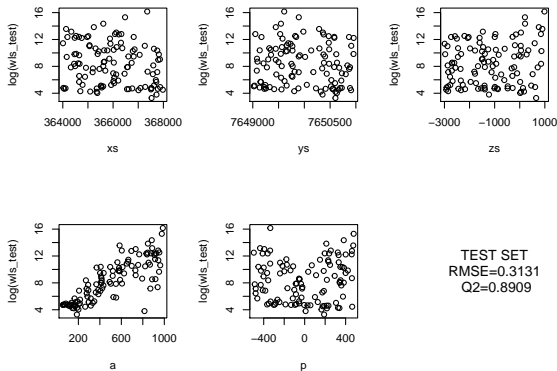 4 8 12 16
log(wls_test)
364000 366000 368000
xs
4 8 12 16
log(wls_test)
7649000 7650500
ys
4 8 12 16
log(wls_test)
−3000 −1000 0 1000
zs
4 8 12 16
log(wls_test)
200 600 1000
a
4 8 12 16
log(wls_test)
−400 0 200 400
p
TEST SET
RMSE=0.3131
Q2=0.8909